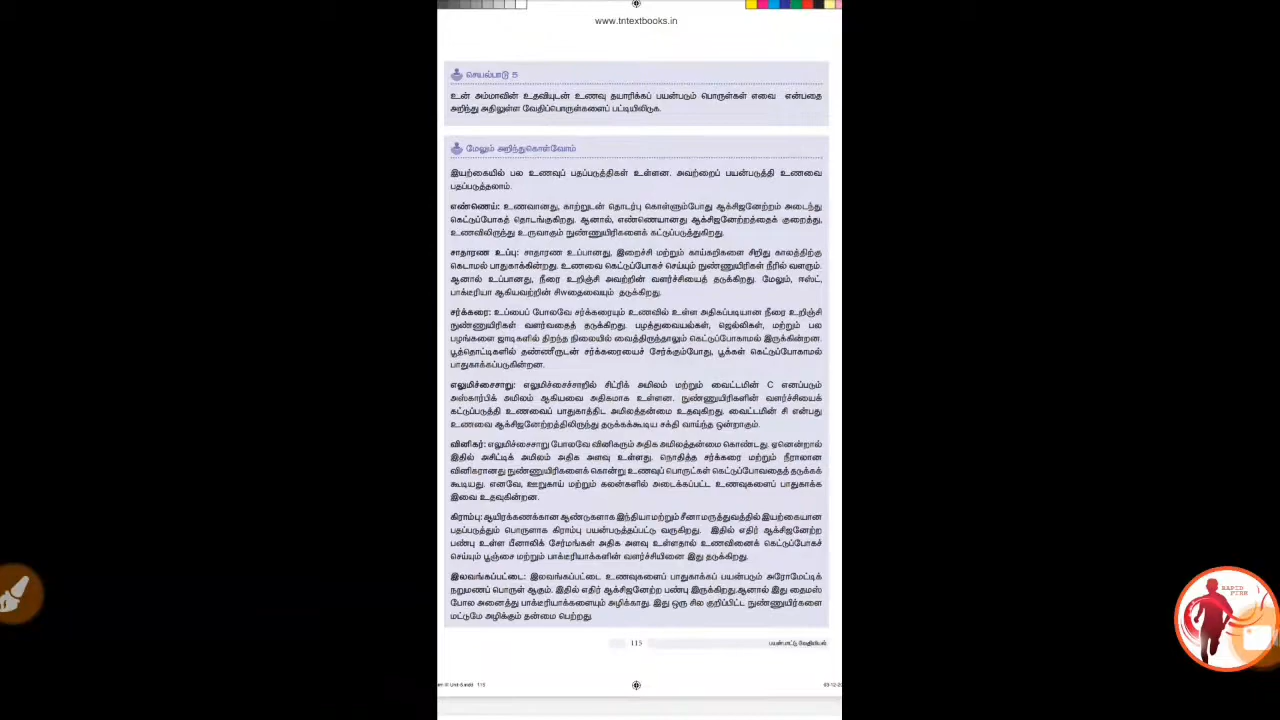 www.tntextbooks.in
செயல்பாடு 5
உன் அம்மாவின் உதவியுடன் உணவு தயாரிக்கப் பயன்படும் பொருள்கள் எவை என்பதை
அறிந்து அதிலுள்ள வேதிப்பொருள்களைப் பட்டியலிடுக.
மேலும் அறிந்துகொள்வோம்
இயற்கையில் பல உணவுப் பதப்படுத்திகள் உள்ளன. அவற்றைப் பயன்படுத்தி உணவை
பதப்படுத்தலாம்.
எண்ணெய்: உணவானது, காற்றுடன் தொடர்பு கொள்ளும்போது ஆக்சிஜனேற்றம் அடைந்து
கெட்டுப்போகத் தொடங்குகிறது. ஆனால், எண்ணெயானது ஆக்சிஜனேற்றத்தைக் குறைத்து,
உணவிலிருந்து உருவாகும் நுண்ணுயிரிகளைக் கட்டுப்படுத்துகிறது.
சாதாரண உப்பு: சாதாரண உப்பானது, இறைச்சி மற்றும் காய்கறிகளை சிறிது காலத்திற்கு
கெடாமல் பாதுகாக்கின்றது. உணவை கெட்டுப்போகச் செய்யும் நுண்ணுயிரிகள் நீரில் வளரும்.
ஆனால் உப்பானது, நீரை உறிஞ்சி அவற்றின் வளர்ச்சியைத் தடுக்கிறது. மேலும், ஈஸ்ட்,
பாக்டீரியா ஆகியவற்றின் சிwதைவையும் தடுக்கிறது.
சர்க்கரை: உப்பைப் போலவே சர்க்கரையும் உணவில் உள்ள அதிகப்படியான நீரை உறிஞ்சி
நுண்ணுயிரிகள் வளர்வதைத் தடுக்கிறது. பழத்துவையல்கள், ஜெல்லிகள், மற்றும் பல
பழங்களை ஜாடிகளில் திறந்த நிலையில் வைத்திருந்தாலும் கெட்டுப்போகாமல் இருக்கின்றன.
பூத்தொட்டிகளில் தண்ணீருடன் சர்க்கரையைச் சேர்க்கும்போது, பூக்கள் கெட்டுப்போகாமல்
பாதுகாக்கப்படுகின்றன.
எலுமிச்சைசாறு: எலுமிச்சைச்சாறில் சிட்ரிக் அமிலம் மற்றும் வைட்டமின் C எனப்படும்
அஸ்கார்பிக் அமிலம் ஆகியவை அதிகமாக உள்ளன. நுண்ணுயிரிகளின் வளர்ச்சியைக்
கட்டுப்படுத்தி உணவைப் பாதுகாத்திட அமிலத்தன்மை உதவுகிறது. வைட்டமின் சி என்பது
உணவை ஆக்சிஜனேற்றத்திலிருந்து தடுக்கக்கூடிய சக்தி வாய்ந்த ஒன்றாகும்.
வினிகர்: எலுமிச்சைசாறு போலவே வினிகரும் அதிக அமிலத்தன்மை கொண்டது. ஏனென்றால்
இதில் அசிட்டிக் அமிலம் அதிக அளவு உள்ளது. நொதித்த சர்க்கரை மற்றும் நீராலான
வினிகரானது நுண்ணுயிரிகளைக் கொன்று உணவுப் பொருட்கள் கெட்டுப்போவதைத் தடுக்கக்
கூடியது. எனவே, ஊறுகாய் மற்றும் கலன்களில் அடைக்கப்பட்ட உணவுகளைப் பாதுகாக்க
இவை உதவுகின்றன.
கிராம்பு: ஆயிரக்கணக்கான ஆண்டுகளாக இந்தியா மற்றும் சீனா மருத்துவத்தில் இயற்கையான
பதப்படுத்தும் பொருளாக கிராம்பு பயன்படுத்தப்பட்டு வருகிறது. இதில் எதிர் ஆக்சிஜனேற்ற
பண்பு உள்ள பீனாலிக் சேர்மங்கள் அதிக அளவு உள்ளதால் உணவினைக் கெட்டுப்போகச்
செய்யும் பூஞ்சை மற்றும் பாக்டீரியாக்களின் வளர்ச்சியினை இது தடுக்கிறது.
இலவங்கப்பட்டை: இலவங்கப்பட்டை உணவுகளைப் பாதுகாக்கப் பயன்படும் அரோமேட்டிக்
நறுமணப் பொருள் ஆகும். இதில் எதிர் ஆக்சிஜனேற்ற பண்பு இருக்கிறது.ஆனால் இது தைமஸ்
போல அனைத்து பாக்டீரியாக்களையும் அழிக்காது. இது ஒரு சில குறிப்பிட்ட நுண்ணுயிர்களை
மட்டுமே அழிக்கும் தன்மை பெற்றது.
115
பயன்பாட்டு வேதியியல்
RAPID